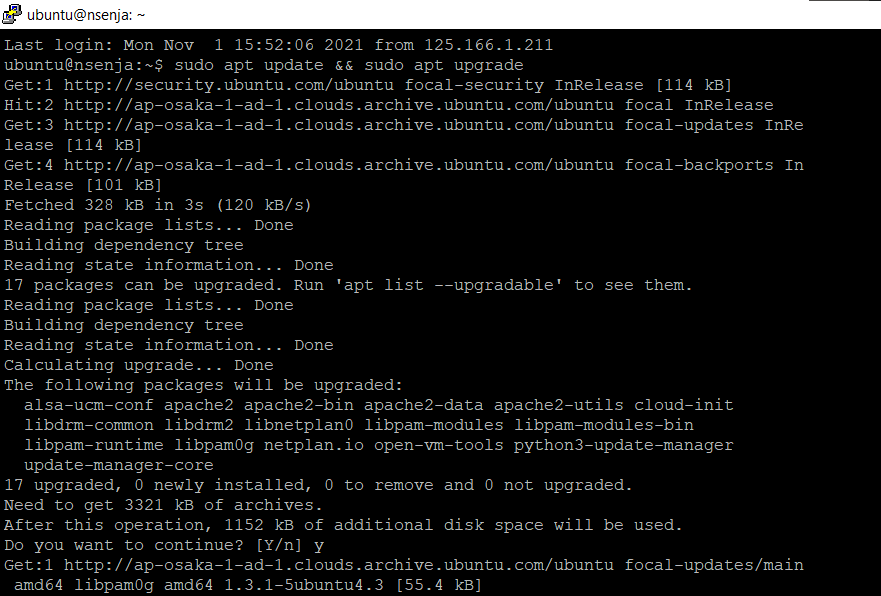 ubuntu@nsenja: ~
Last login: Mon Nov  1 15:52:06 2021 from 125.166.1.211
ubuntu@nsenja:~$ sudo apt update && sudo apt upgrade
Get:1 http://security.ubuntu.com/ubuntu focal-security InRelease [114 kB]
Hit:2 http://ap-osaka-1-ad-1.clouds.archive.ubuntu.com/ubuntu focal InRelease
Get:3 http://ap-osaka-1-ad-1.clouds.archive.ubuntu.com/ubuntu focal-updates InRe
lease [114 kB]
Get:4 http://ap-osaka-1-ad-1.clouds.archive.ubuntu.com/ubuntu focal-backports In
Release [101 kB]
Fetched 328 kB in 3s (120 kB/s)
Reading package lists... Done
Building dependency tree
Reading state information... Done
17 packages can be upgraded. Run 'apt list --upgradable' to see them.
Reading package lists... Done
Building dependency tree
Reading state information... Done
Calculating upgrade... Done
The following packages will be upgraded:
  alsa-ucm-conf apache2 apache2-bin apache2-data apache2-utils cloud-init
  libdrm-common libdrm2 libnetplan0 libpam-modules libpam-modules-bin
  libpam-runtime libpam0g netplan.io open-vm-tools python3-update-manager
  update-manager-core
17 upgraded, 0 newly installed, 0 to remove and 0 not upgraded.
Need to get 3321 kB of archives.
After this operation, 1152 kB of additional disk space will be used.
Do you want to continue? [Y/n] y
Get:1 http://ap-osaka-1-ad-1.clouds.archive.ubuntu.com/ubuntu focal-updates/main
 amd64 libpam0g amd64 1.3.1-5ubuntu4.3 [55.4 kB]